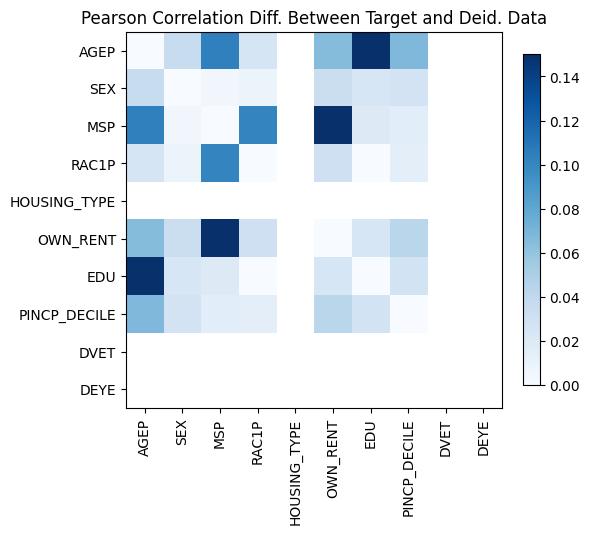 Pearson Correlation Diff. Between Target and Deid. Data
AGEP
SEX
MSP
RAC1P
HOUSING_TYPE
OWN_RENT
EDU
PINCP_DECILE
DVET
DEYE
AGEP
SEX
MSP
RAC1P
HOUSING_TYPE
OWN_RENT
EDU
PINCP_DECILE
DVET
DEYE
0.14
0.12
0.10
0.08
0.06
0.04
0.02
0.00